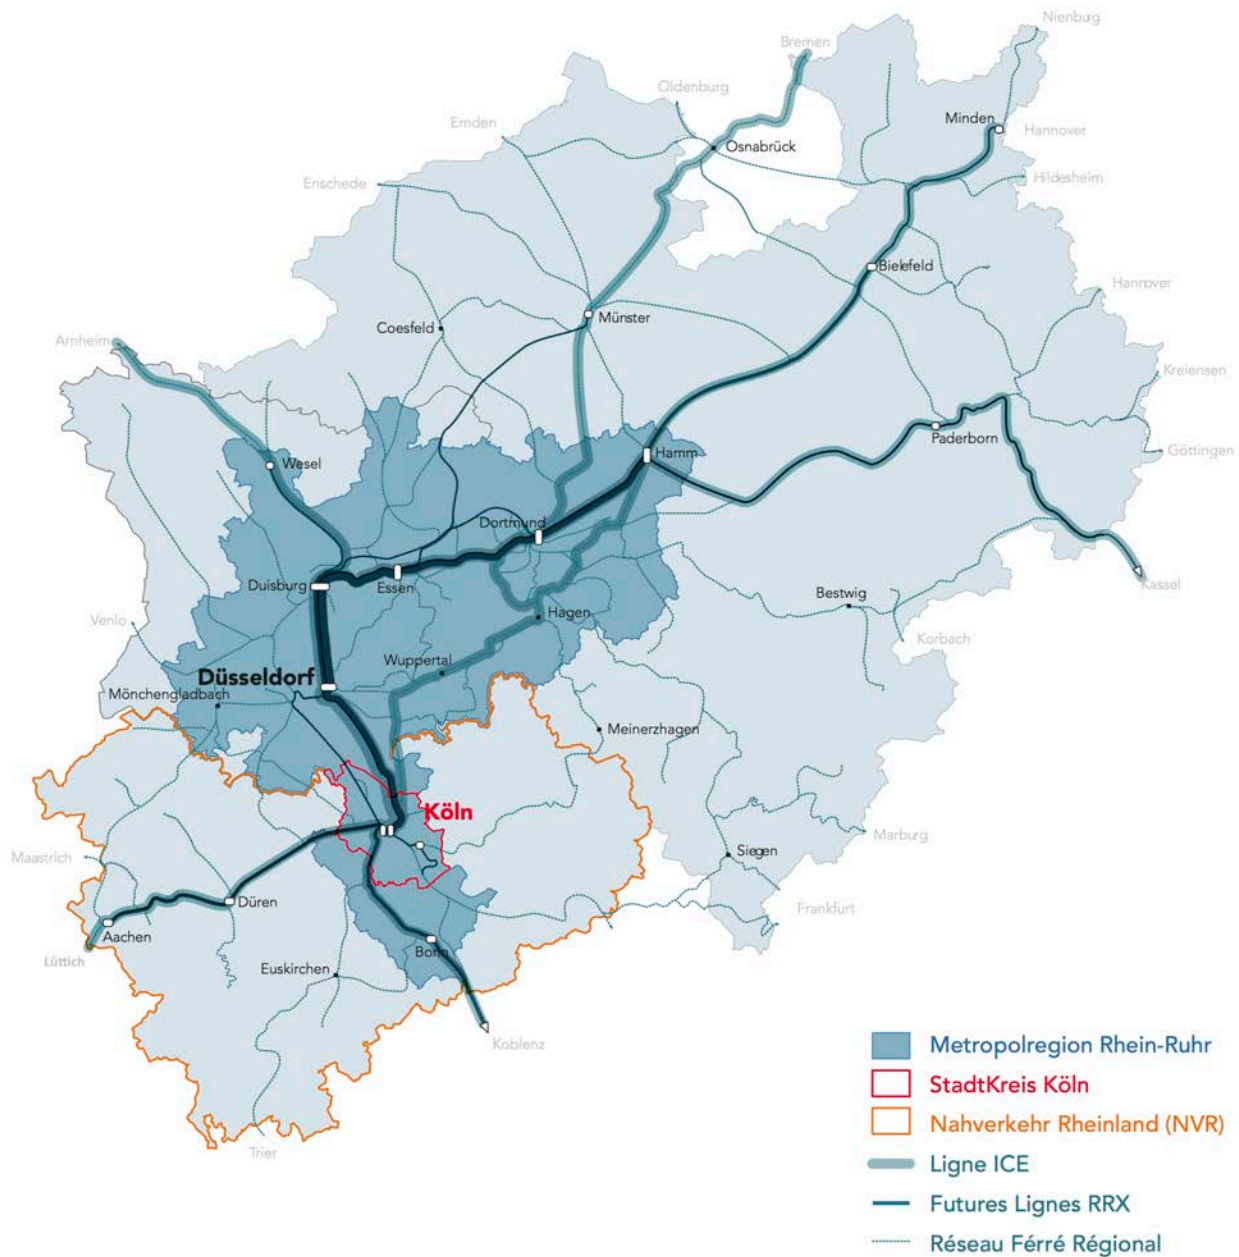 Nienburg
Bremen
Oldenburg
Minden
Hannover
Emden
Osnabrück
Hildesheim
Enschede
Bielefeld
Hannover
Münster
Coesfeld
Arnheim
Kreiensen
Paderborn
Göttingen
Hamm
Wesel
Dortmund
Duisburg
Essen
Kassel
Bestwig
Hagen
Venlo
Korbach
Wuppertal
Düsseldorf
Mönchengladbach
Meinerzhagen
Köln
Marburg
Maastrich
Siegen
Düren
Frankfurt
Aachen
Bonn
Lüttich
Euskirchen
Koblenz
Trier
Metropolregion Rhein-Ruhr
StadtKreis Köln
Nahverkehr Rheinland (NVR)
Ligne ICE
Futures Lignes RRX
Réseau Férré Régional